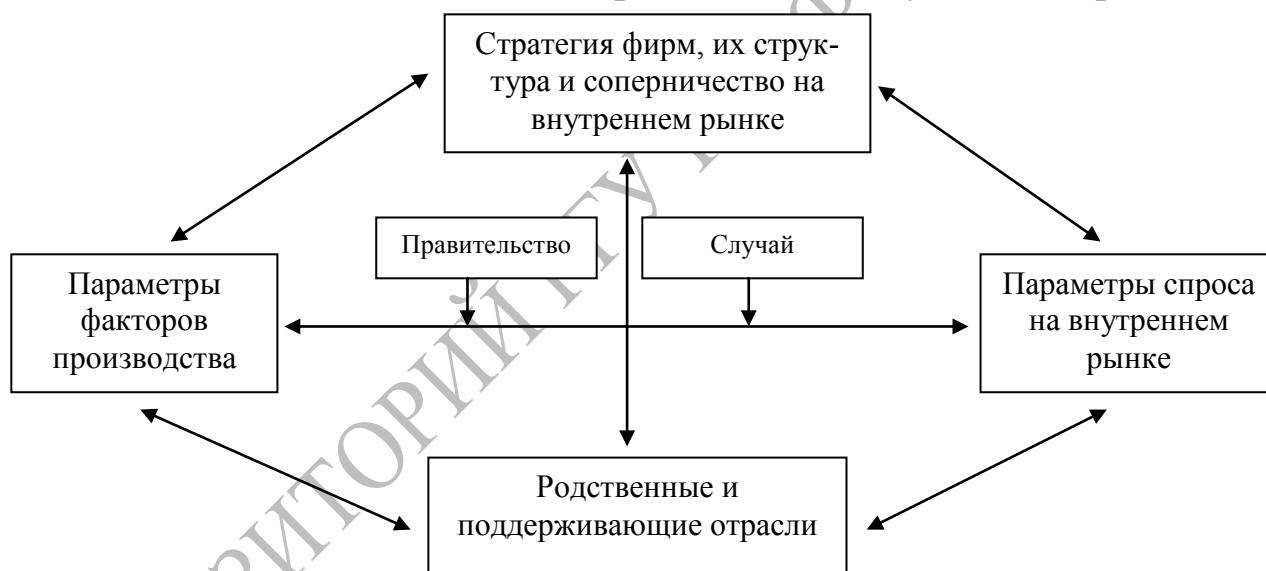 Стратегия фирм, их струк-
тура и соперничество на
внутреннем рынке
Правительство
Случай
Параметры
факторов
производства
Параметры спроса
на внутреннем
рынке
Родственные и
поддерживающие отрасли